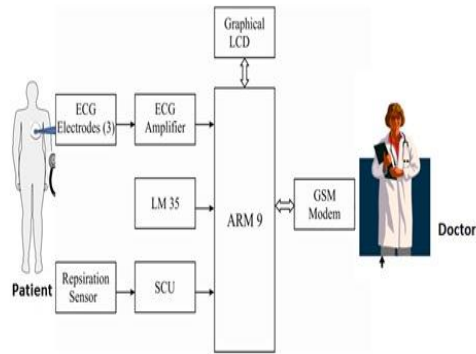 Graphical
LCD
ECG
Electrodes (3)
ECG
Amplifier
LM 35
ARM 9
GSM
Modem
Doctor
Patient
Repsiration
Sensor
SCU